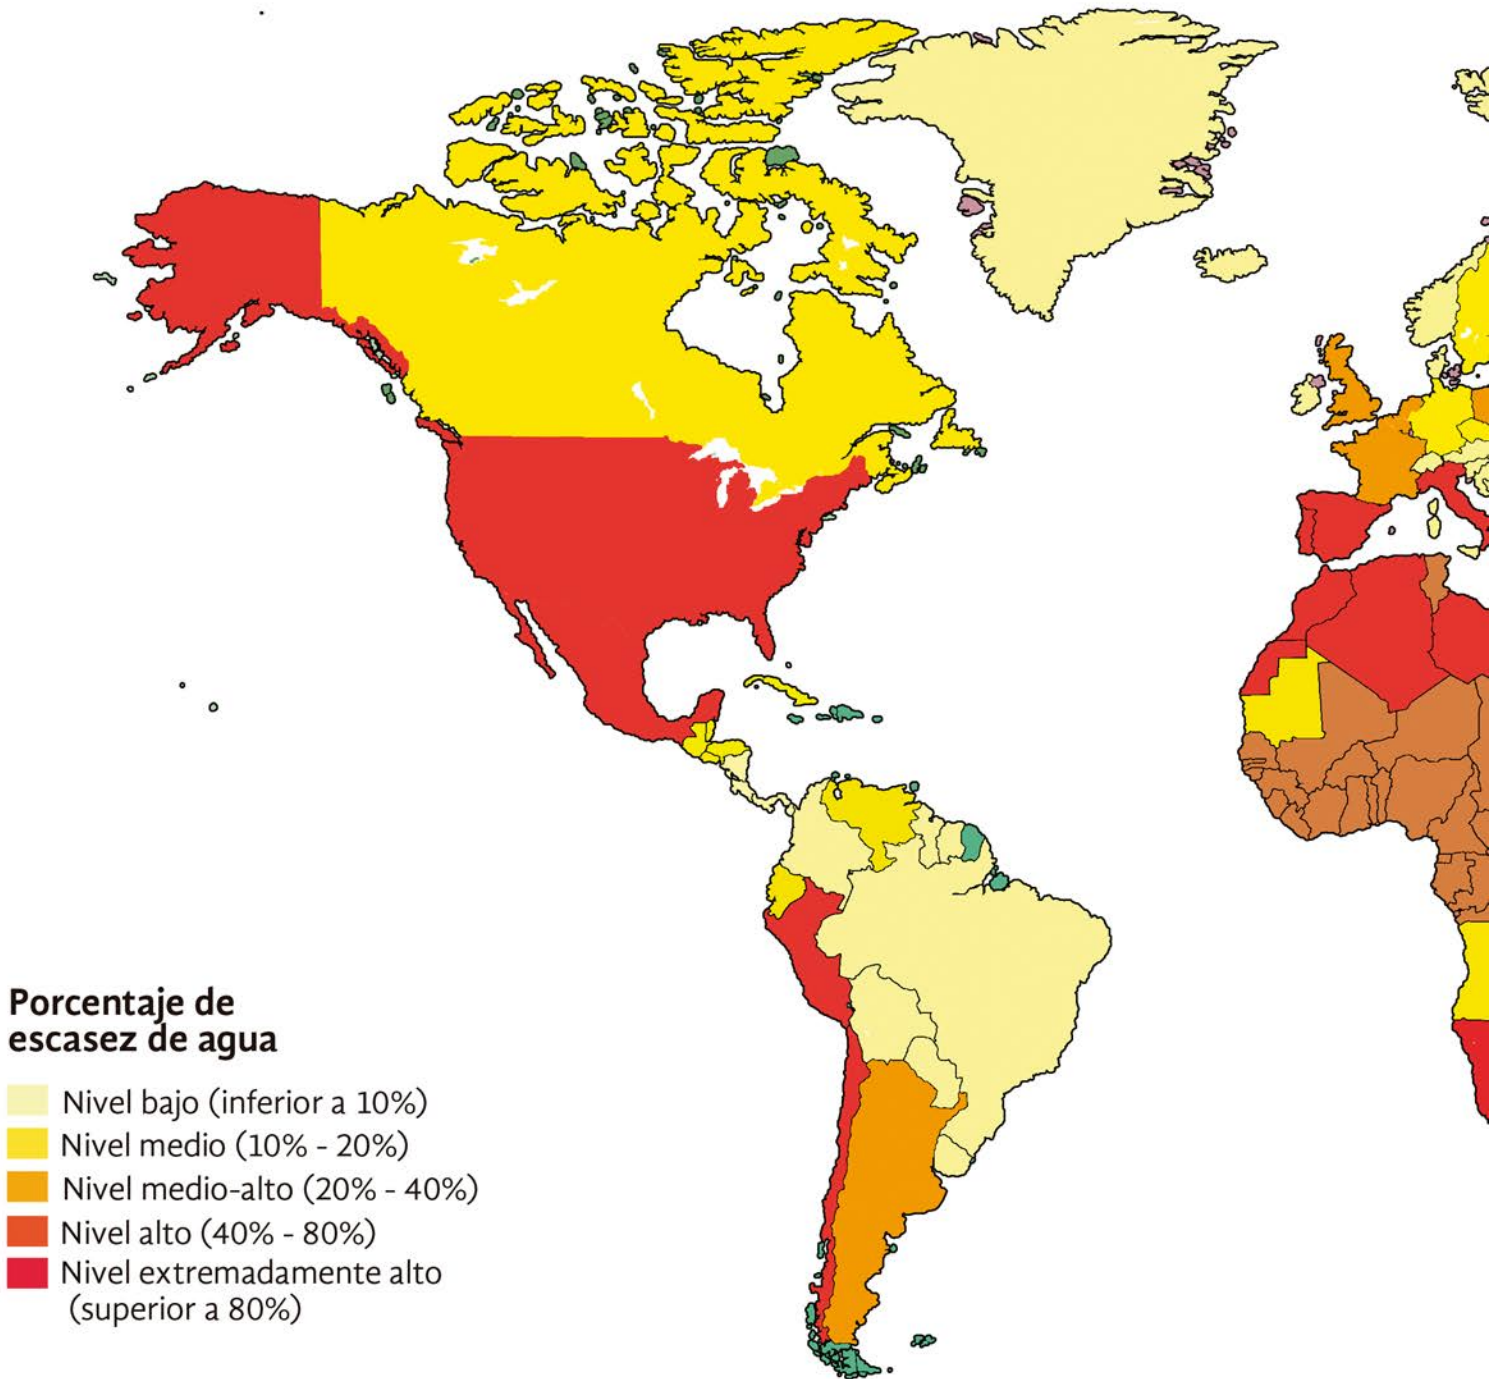 Porcentaje de
escasez de agua
Nivel bajo (inferior a 10%)
Nivel medio (10% - 20%)
Nivel medio-alto (20% - 40%)
Nivel alto (40% - 80%)
Nivel extremadamente alto
(superior a 80%)